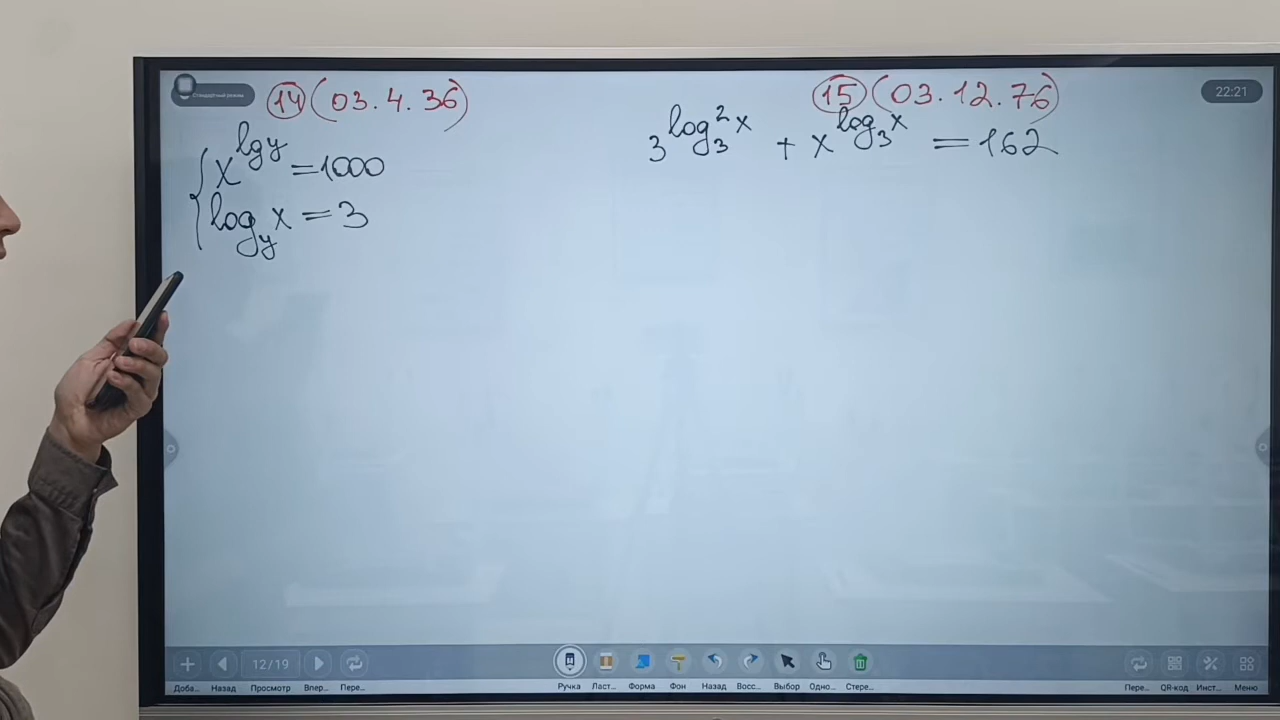 Стандартный режим
14 (03.4.36)
x^{lg y} = 1000
log_y x = 3
15 (03.12.76)
3^{log_3^2 x} + x^{log_3 x} = 162
22:21
12/19
Доба... Назад Просмотр Впер... Пере... Ручка Ласт... Форма Фон Назад Восс... Выбор Одно... Стере... Пере... QR-код Инст... Меню